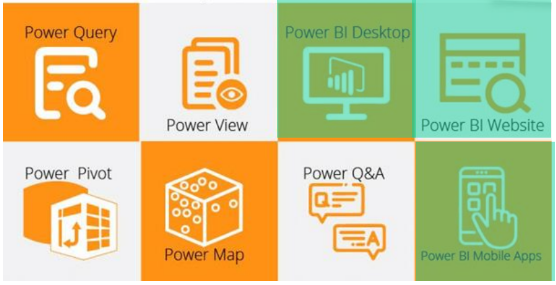 Power Query
Power View
Power BI Desktop
Power BI Website
Power Pivot
Power Map
Power Q&A
Q=
A
Power BI Mobile Apps